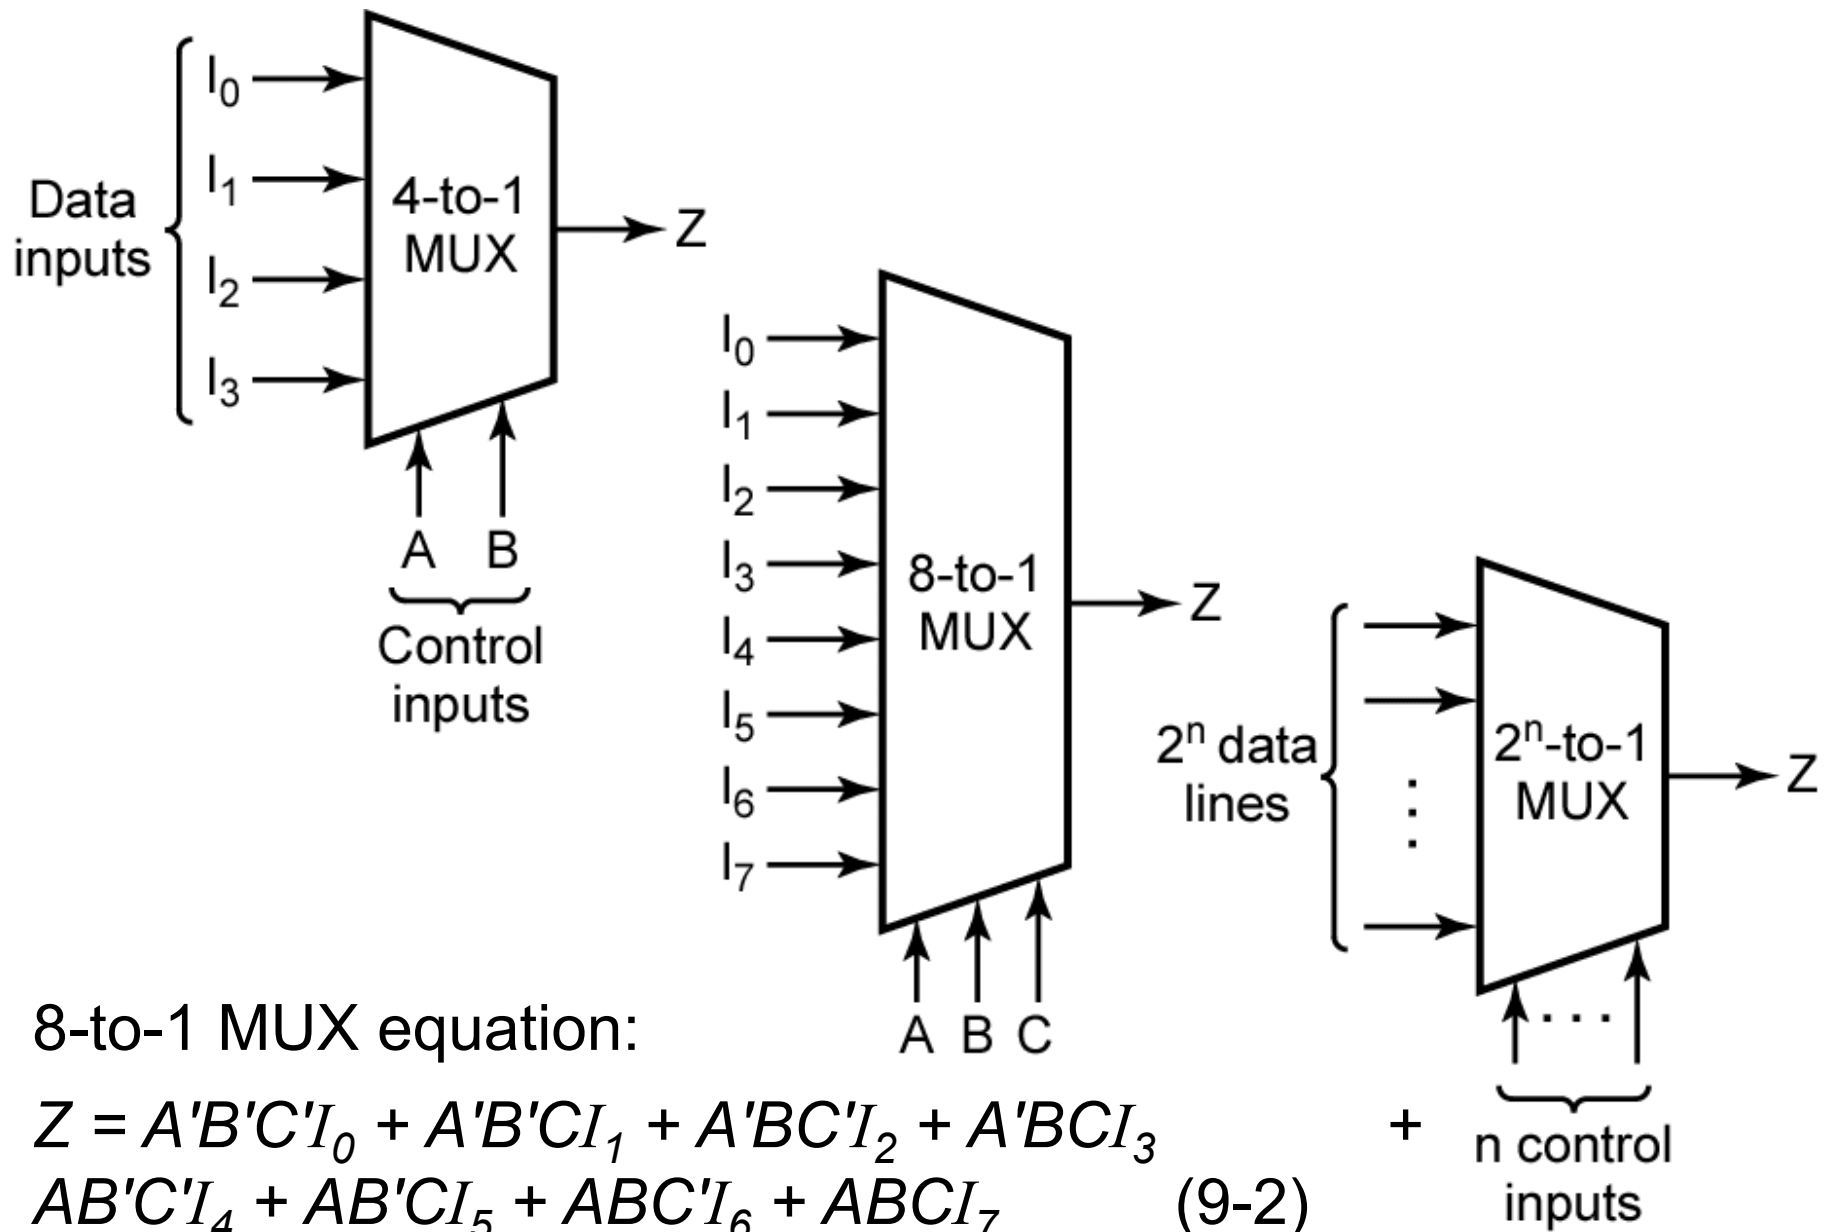 I₀
I₁
I₂
I₃
Data
inputs
4-to-1
MUX
Z
A B
Control
inputs
I₀
I₁
I₂
I₃
I₄
I₅
I₆
I₇
8-to-1
MUX
Z
A B C
2ⁿ data
lines
⋮
2ⁿ-to-1
MUX
Z
· · ·
n control
inputs
8-to-1 MUX equation:
Z = A'B'C'I₀ + A'B'CI₁ + A'BC'I₂ + A'BCI₃ +
AB'C'I₄ + AB'CI₅ + ABC'I₆ + ABCI₇ (9-2)